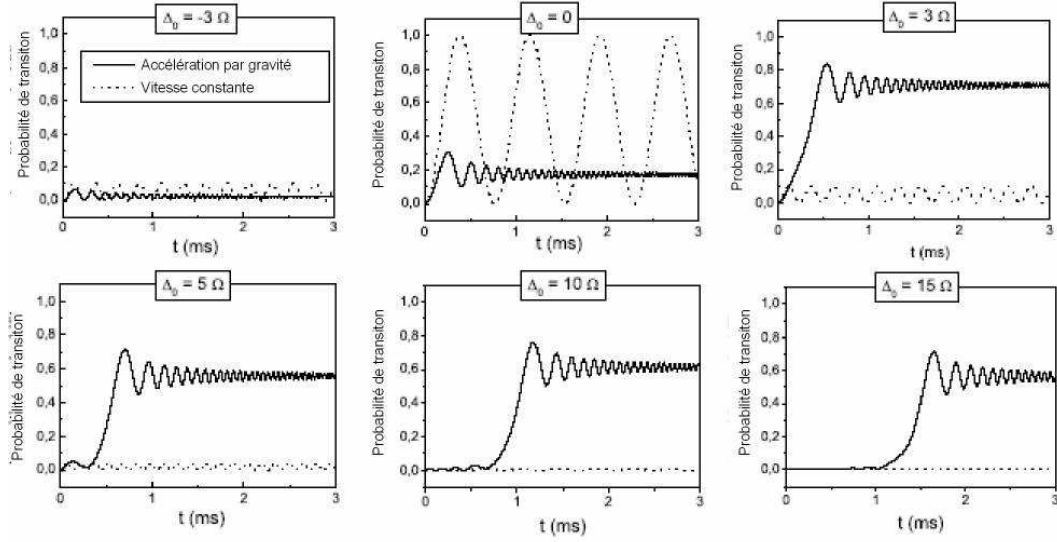 Δ₀ = -3 Ω
Probabilité de transiton
1,0
0,8
0,6
0,4
0,2
0,0
Accélération par gravité
Vitesse constante
0 1 2 3
t (ms)
Δ₀ = 0
Probabilité de transiton
1,0
0,8
0,6
0,4
0,2
0,0
0 1 2 3
t (ms)
Δ₀ = 3 Ω
Probabilité de transiton
1,0
0,8
0,6
0,4
0,2
0,0
0 1 2 3
t (ms)
Δ₀ = 5 Ω
Probabilité de transiton
1,0
0,8
0,6
0,4
0,2
0,0
0 1 2 3
t (ms)
Δ₀ = 10 Ω
Probabilité de transiton
1,0
0,8
0,6
0,4
0,2
0,0
0 1 2 3
t (ms)
Δ₀ = 15 Ω
Probabilité de transiton
1,0
0,8
0,6
0,4
0,2
0,0
0 1 2 3
t (ms)